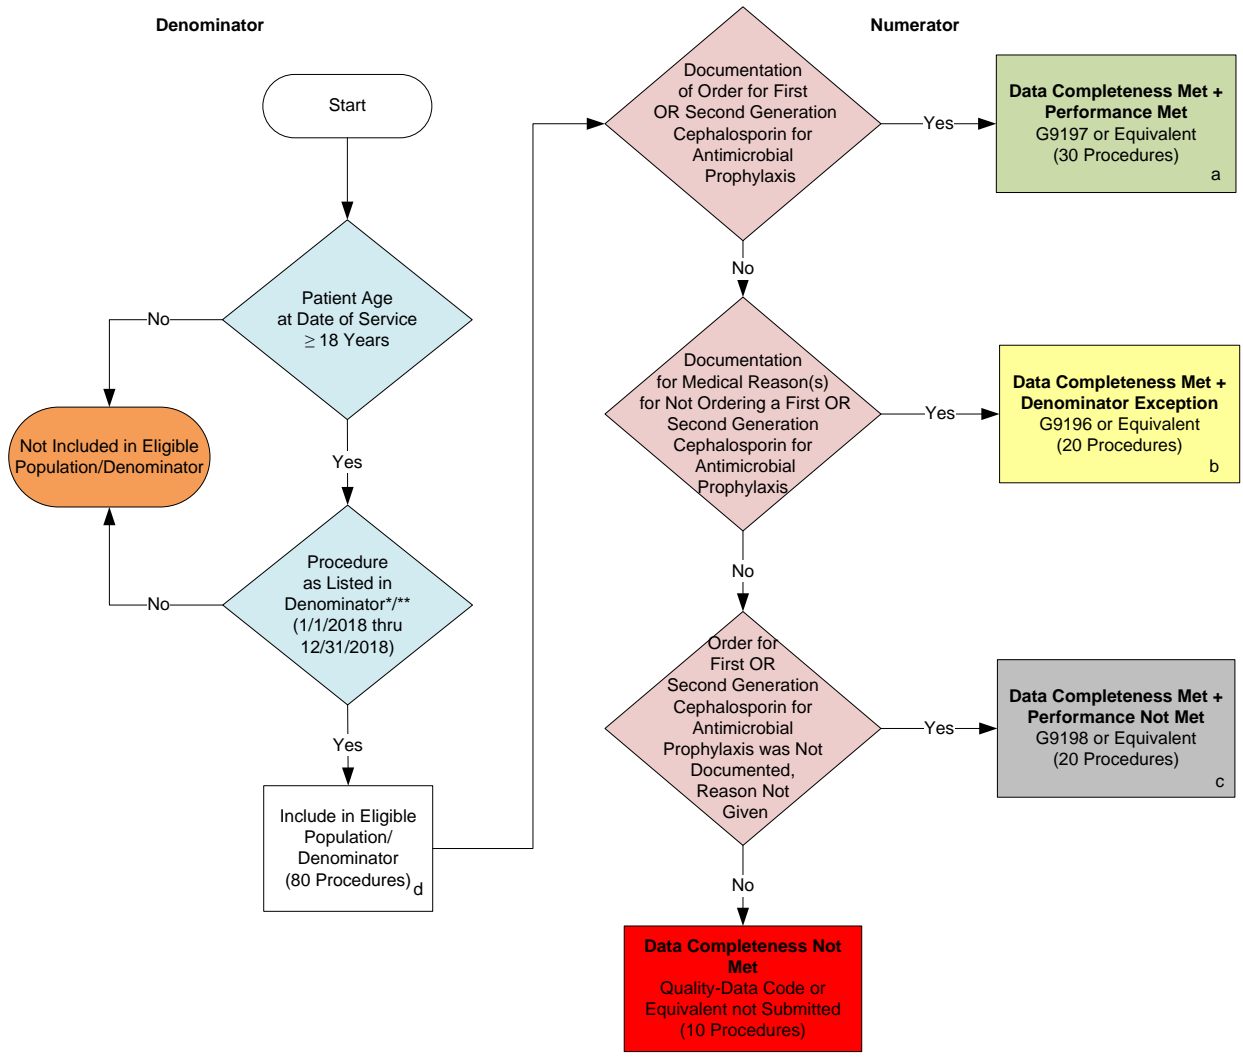 Denominator
Start
Patient Age
at Date of Service
≥ 18 Years
No
Not Included in Eligible
Population/Denominator
Yes
Procedure
as Listed in
Denominator*/**
(1/1/2018 thru
12/31/2018)
No
Yes
Include in Eligible
Population/
Denominator
(80 Procedures)
d
Numerator
Documentation
of Order for First
OR Second Generation
Cephalosporin for
Antimicrobial
Prophylaxis
Yes
Data Completeness Met +
Performance Met
G9197 or Equivalent
(30 Procedures)
a
No
Documentation
for Medical Reason(s)
for Not Ordering a First OR
Second Generation
Cephalosporin for
Antimicrobial
Prophylaxis
Yes
Data Completeness Met +
Denominator Exception
G9196 or Equivalent
(20 Procedures)
b
No
Order for
First OR
Second Generation
Cephalosporin for
Antimicrobial
Prophylaxis was Not
Documented,
Reason Not
Given
Yes
Data Completeness Met +
Performance Not Met
G9198 or Equivalent
(20 Procedures)
c
No
Data Completeness Not
Met
Quality-Data Code or
Equivalent not Submitted
(10 Procedures)